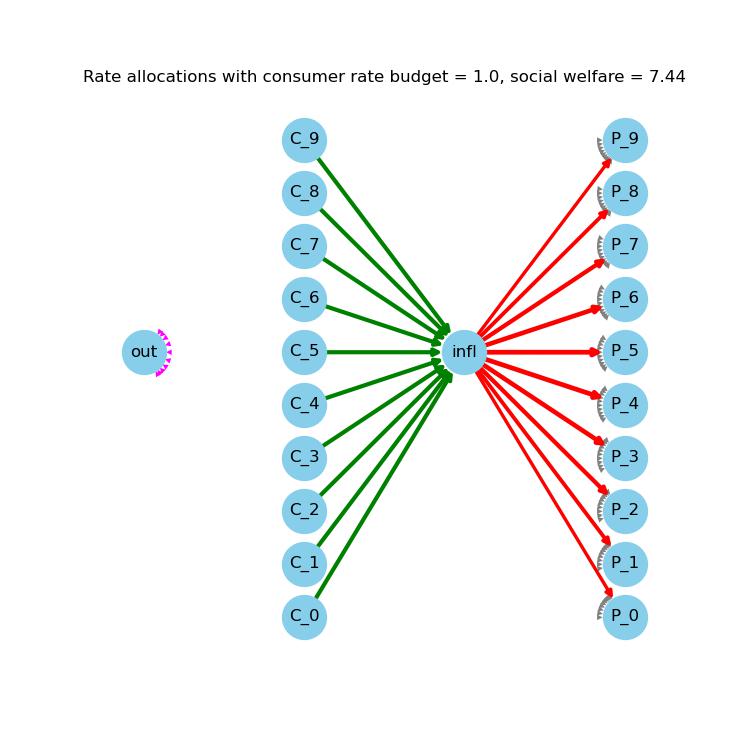 Rate allocations with consumer rate budget = 1.0, social welfare = 7.44
C_9 P_9
C_8 P_8
C_7 P_7
C_6 P_6
out C_5 infl P_5
C_4 P_4
C_3 P_3
C_2 P_2
C_1 P_1
C_0 P_0